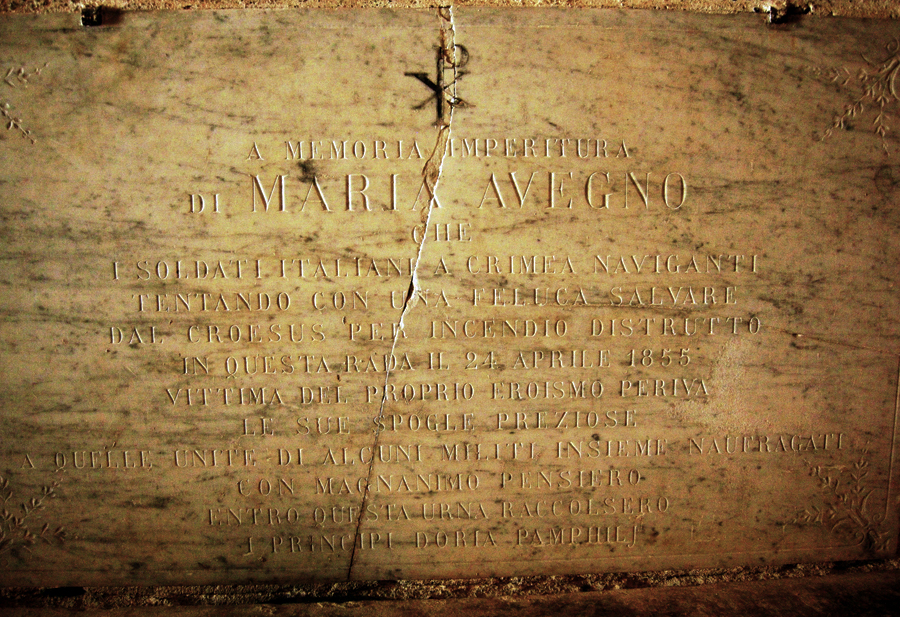 A MEMORIA IMPERITURA
DI MARIA AVEGNO
CHE
I SOLDATI ITALIANI A CRIMEA NAVIGANTI
TENTANDO CON UNA FELUCA SALVARE
DAL CROESUS PER INCENDIO DISTRUTTO
IN QUESTA RADA IL 24 APRILE 1855
VITTIMA DEL PROPRIO EROISMO PERIVA
LE SUE SPOGLIE PREZIOSE
A QUELLE UNITE DI ALCUNI MILITI INSIEME NAUFRAGATI
CON MAGNANIMO PENSIERO
ENTRO QUESTA URNA RACCOLSERO
I PRINCIPI DORIA PAMPHILJ